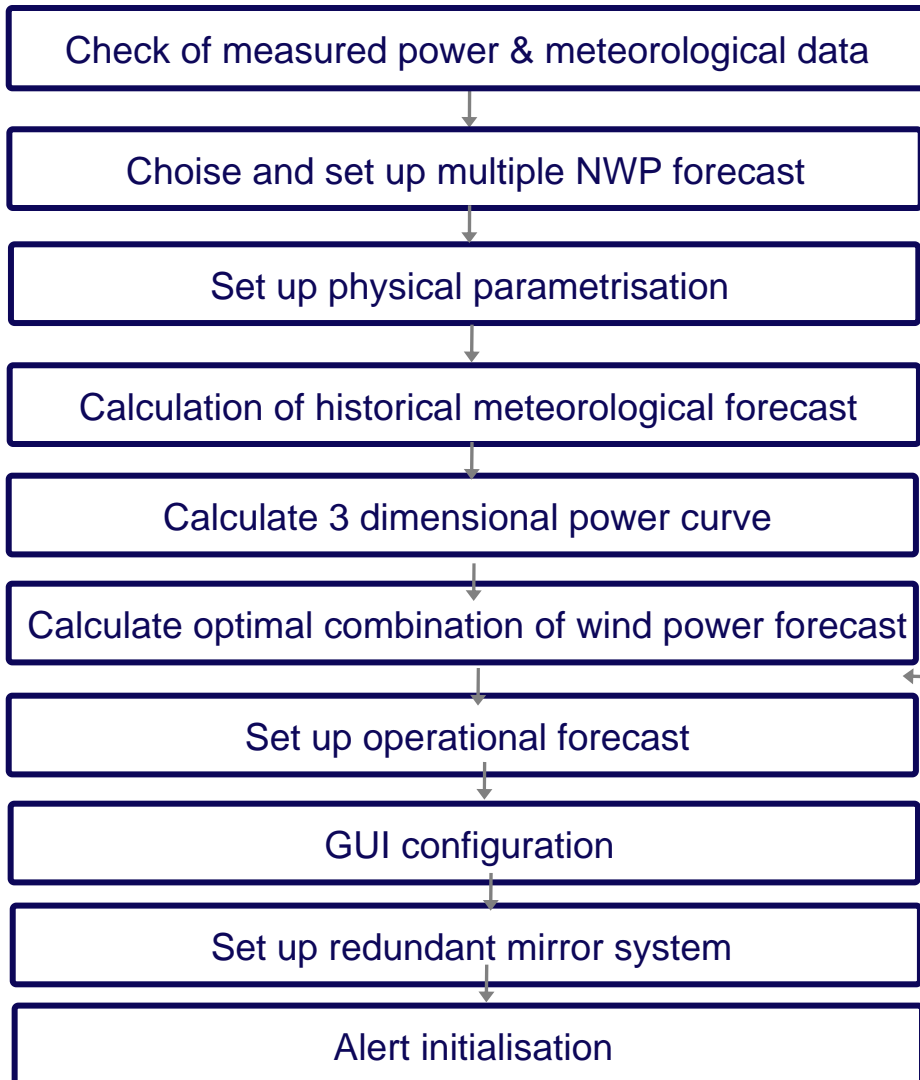 Check of measured power & meteorological data
Choise and set up multiple NWP forecast
Set up physical parametrisation
Calculation of historical meteorological forecast
Calculate 3 dimensional power curve
Calculate optimal combination of wind power forecast
Set up operational forecast
GUI configuration
Set up redundant mirror system
Alert initialisation